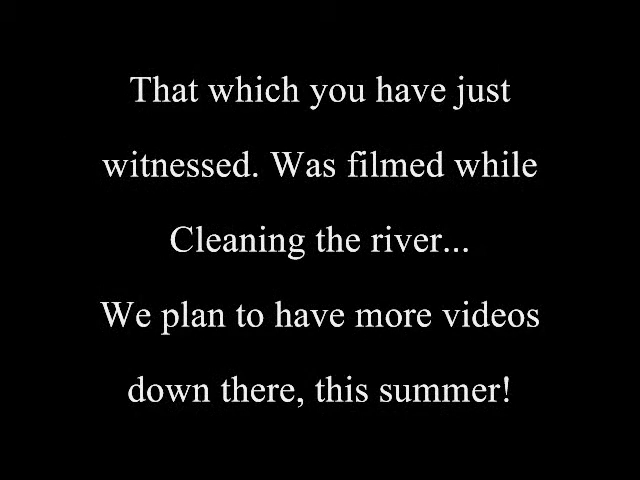 That which you have just
witnessed. Was filmed while
Cleaning the river...
We plan to have more videos
down there, this summer!